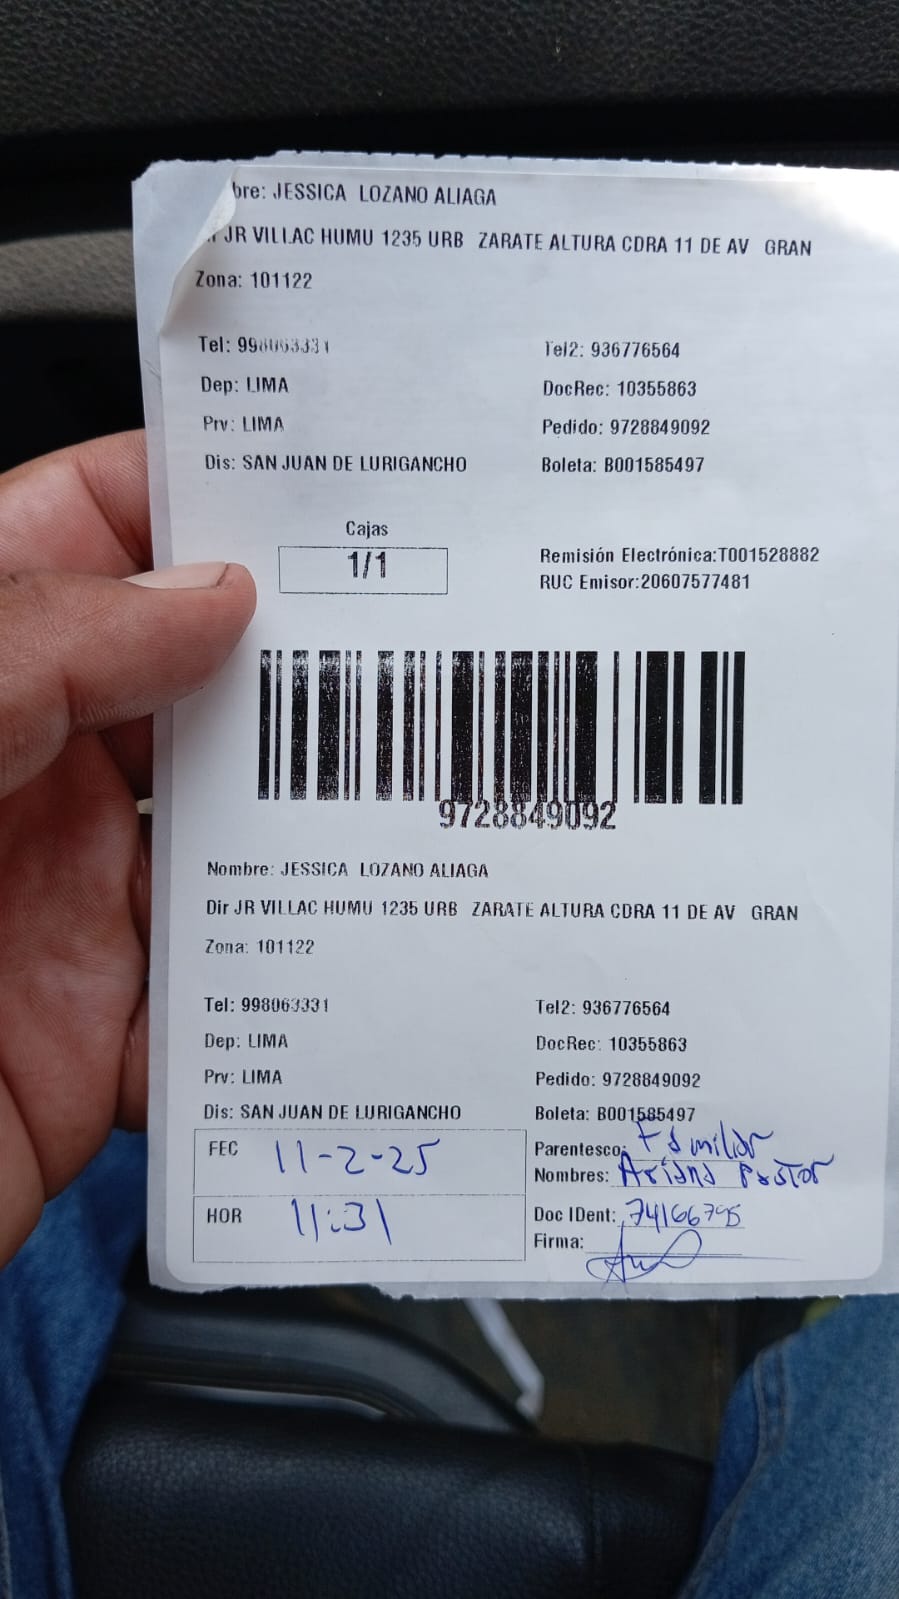 bre: JESSICA LOZANO ALIAGA
JR VILLAC HUMU 1235 URB ZARATE ALTURA CDRA 11 DE AV GRAN
Zona: 101122
Tel: 998063331 Tel2: 936776564
Dep: LIMA DocRec: 10355863
Prv: LIMA Pedido: 9728849092
Dis: SAN JUAN DE LURIGANCHO Boleta: B001585497
Cajas
1/1
Remisión Electrónica:T001528882
RUC Emisor:20607577481
9728849092
Nombre: JESSICA LOZANO ALIAGA
Dir JR VILLAC HUMU 1235 URB ZARATE ALTURA CDRA 11 DE AV GRAN
Zona: 101122
Tel: 998063331 Tel2: 936776564
Dep: LIMA DocRec: 10355863
Prv: LIMA Pedido: 9728849092
Dis: SAN JUAN DE LURIGANCHO Boleta: B001585497
FEC 11-2-25 Parentesco: Familiar
Nombres: Ariana Pastor
HOR 11:31 Doc IDent: 74166795
Firma: